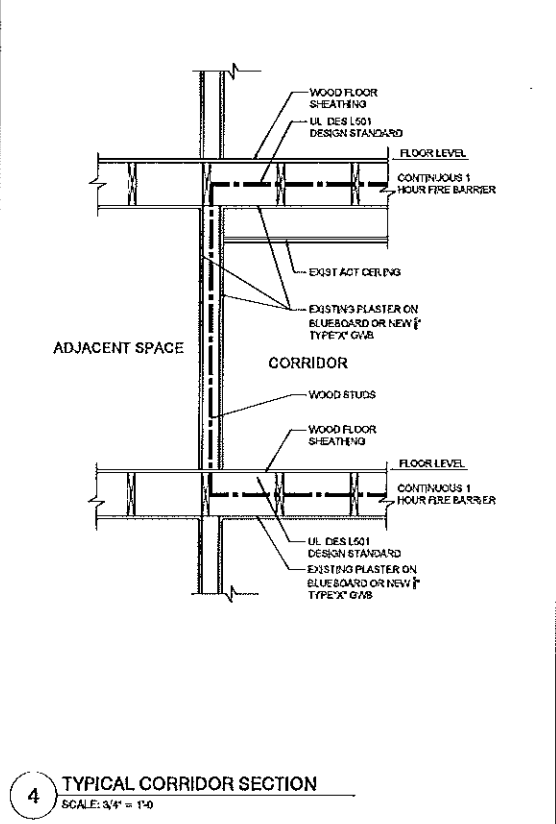 WOOD FLOOR
SHEATHING
UL DES L501
DESIGN STANDARD
FLOOR LEVEL
CONTINUOUS 1
HOUR FIRE BARRIER
EXIST ACT CEILING
EXISTING PLASTER ON
BLUEBOARD OR NEW
TYPE "X" GWB
ADJACENT SPACE
CORRIDOR
WOOD STUDS
WOOD FLOOR
SHEATHING
FLOOR LEVEL
CONTINUOUS 1
HOUR FIRE BARRIER
UL DES L501
DESIGN STANDARD
EXISTING PLASTER ON
BLUEBOARD OR NEW
TYPE "X" GWB
4
TYPICAL CORRIDOR SECTION
SCALE: 3/4" = 1'-0